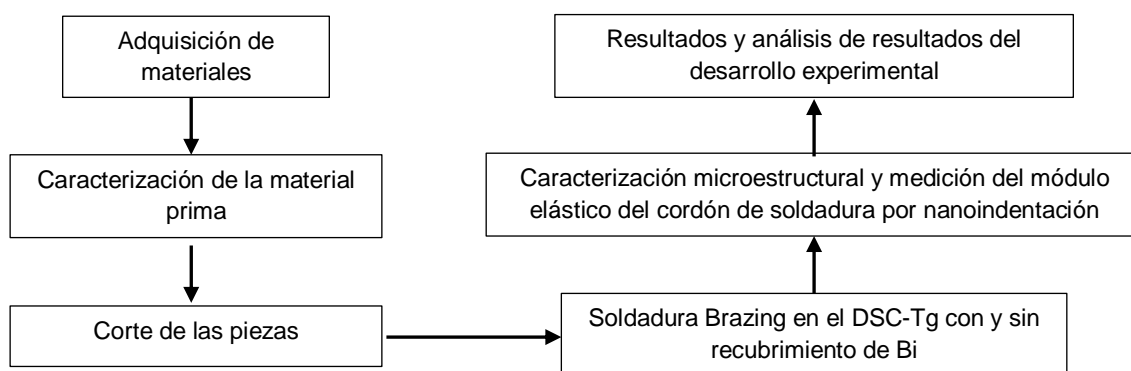 Adquisición de
materiales
Caracterización de la material
prima
Corte de las piezas
Soldadura Brazing en el DSC-Tg con y sin
recubrimiento de Bi
Caracterización microestructural y medición del módulo
elástico del cordón de soldadura por nanoindentación
Resultados y análisis de resultados del
desarrollo experimental